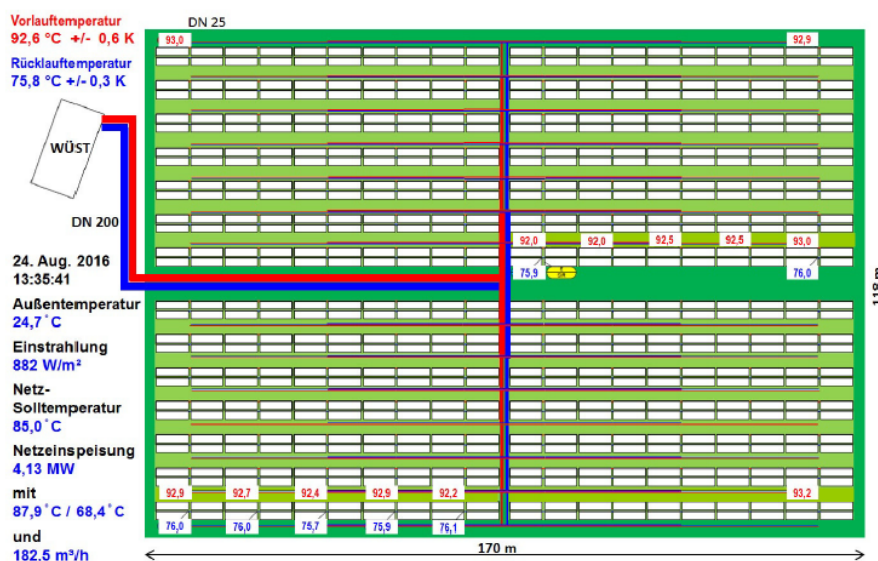 Vorlauftemperatur
92,6 °C +/- 0,6 K
Rücklauftemperatur
75,8 °C +/- 0,3 K
DN 25
93,0
92,9
WÜST
DN 200
92,0
92,0
92,5
92,5
93,0
75,9
76,0
24. Aug. 2016
13:35:41
Außentemperatur
24,7°C
Einstrahlung
882 W/m²
Netz-
Solltemperatur
85,0°C
Netzeinspeisung
4,13 MW
mit
87,9°C / 68,4°C
und
182,5 m³/h
118 m
92,9
92,7
92,4
92,9
92,2
93,2
76,0
76,0
75,7
75,9
76,1
170 m